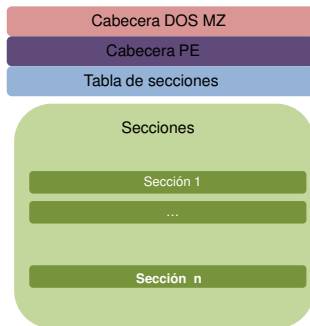 Cabecera DOS MZ
Cabecera PE
Tabla de secciones
Secciones
Sección 1
...
Sección n